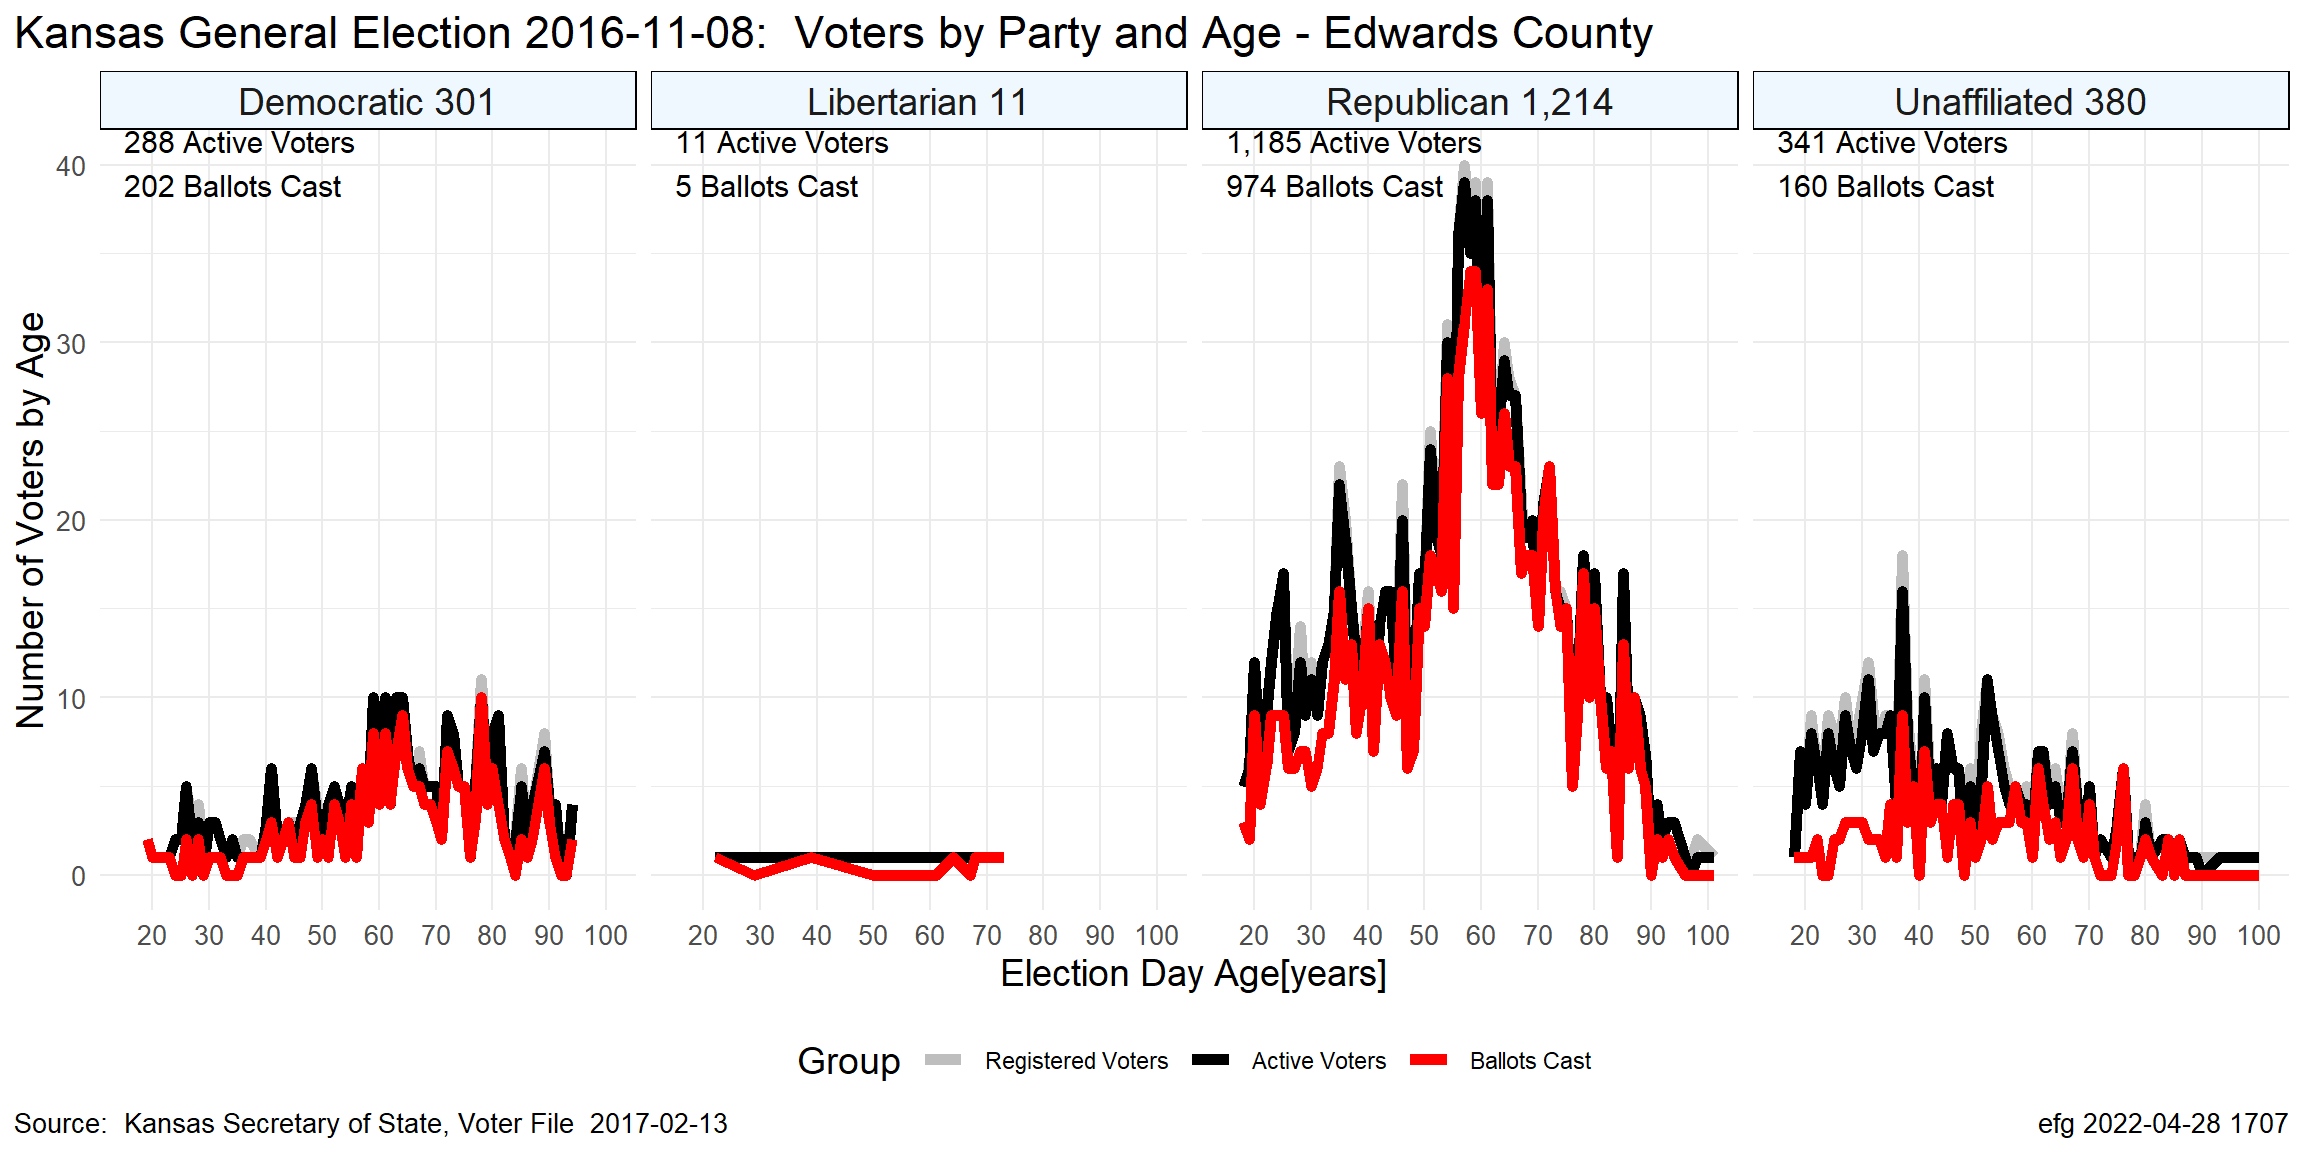 Kansas General Election 2016-11-08:  Voters by Party and Age - Edwards County
Democratic 301
Libertarian 11
Republican 1,214
Unaffiliated 380
288 Active Voters
202 Ballots Cast
11 Active Voters
5 Ballots Cast
1,185 Active Voters
974 Ballots Cast
341 Active Voters
160 Ballots Cast
Number of Voters by Age
40
30
20
10
0
20 30 40 50 60 70 80 90 100
20 30 40 50 60 70 80 90 100
20 30 40 50 60 70 80 90 100
20 30 40 50 60 70 80 90 100
Election Day Age[years]
Group Registered Voters Active Voters Ballots Cast
Source:  Kansas Secretary of State, Voter File  2017-02-13
efg 2022-04-28 1707